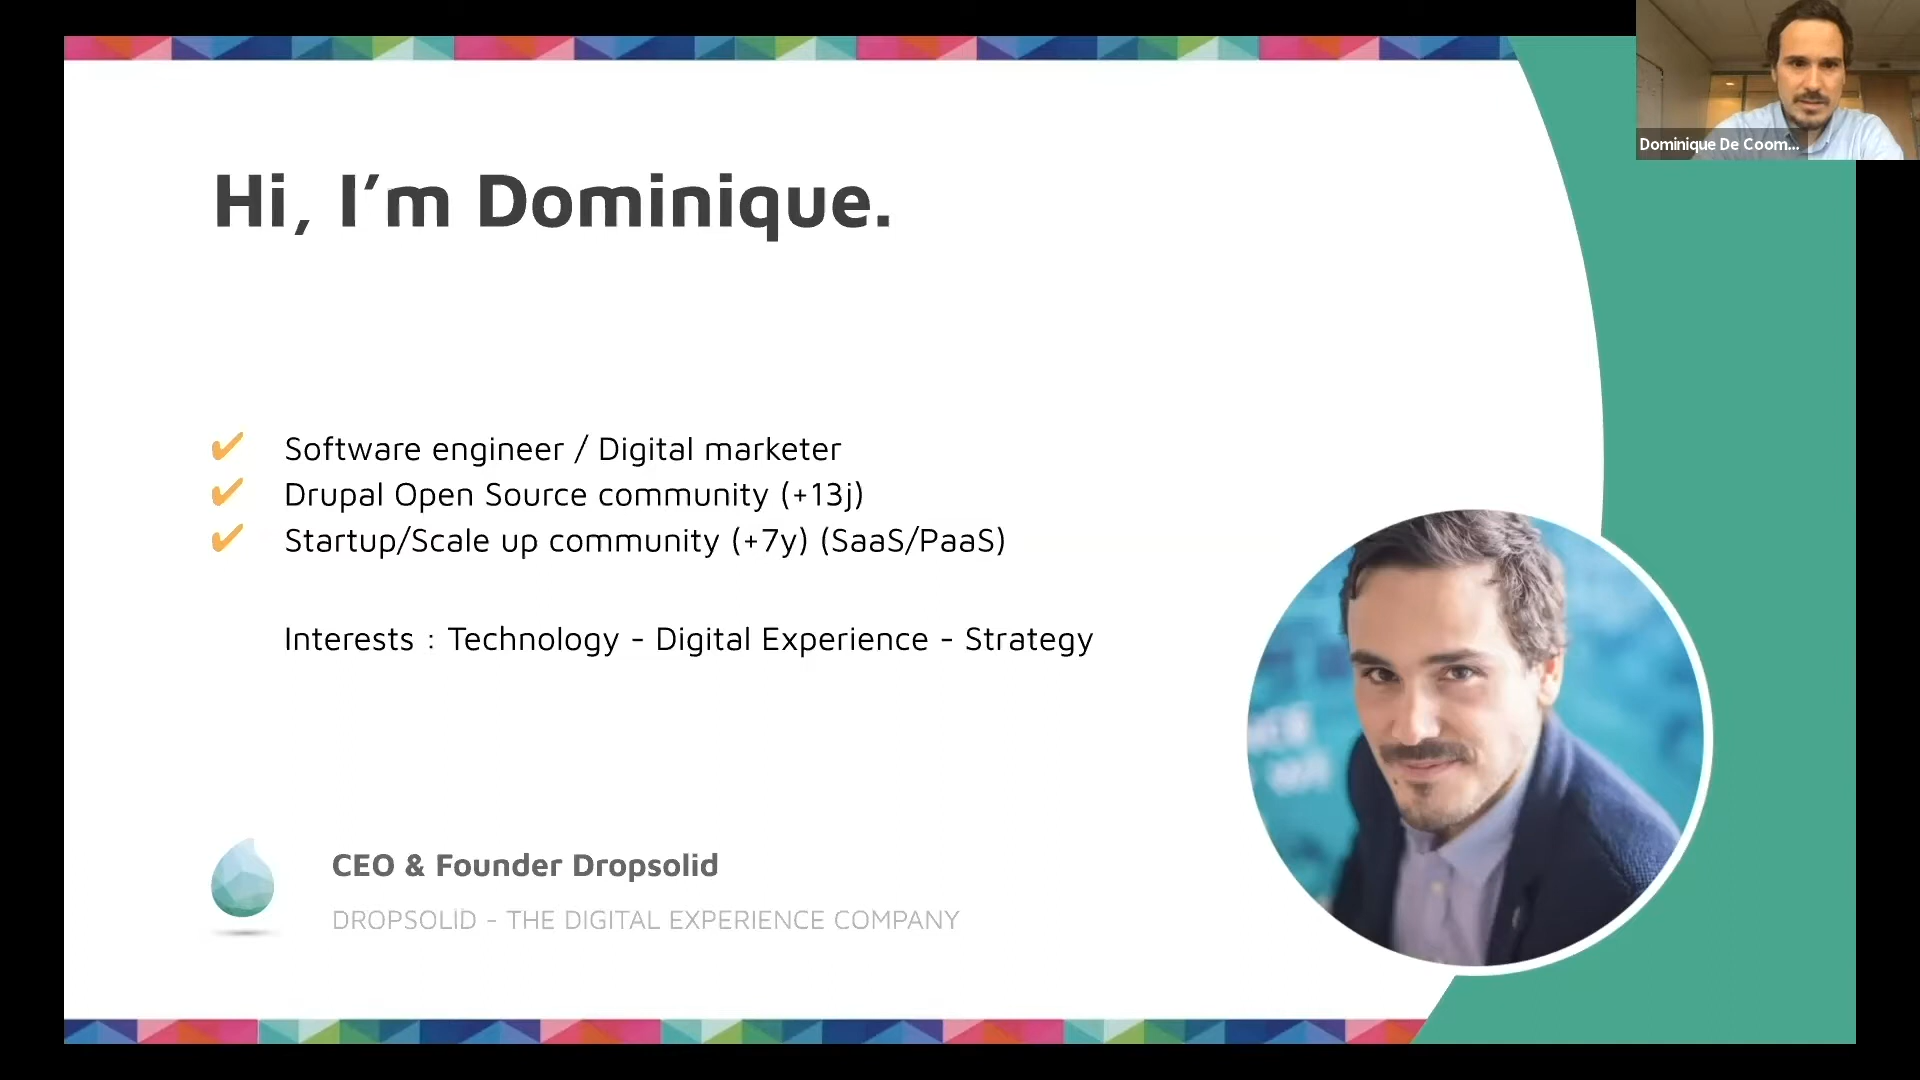 Dominique De Coom...
Hi, I’m Dominique.
✔ Software engineer / Digital marketer
✔ Drupal Open Source community (+13j)
✔ Startup/Scale up community (+7y) (SaaS/PaaS)
Interests : Technology - Digital Experience - Strategy
CEO & Founder Dropsolid
DROPSOLID - THE DIGITAL EXPERIENCE COMPANY